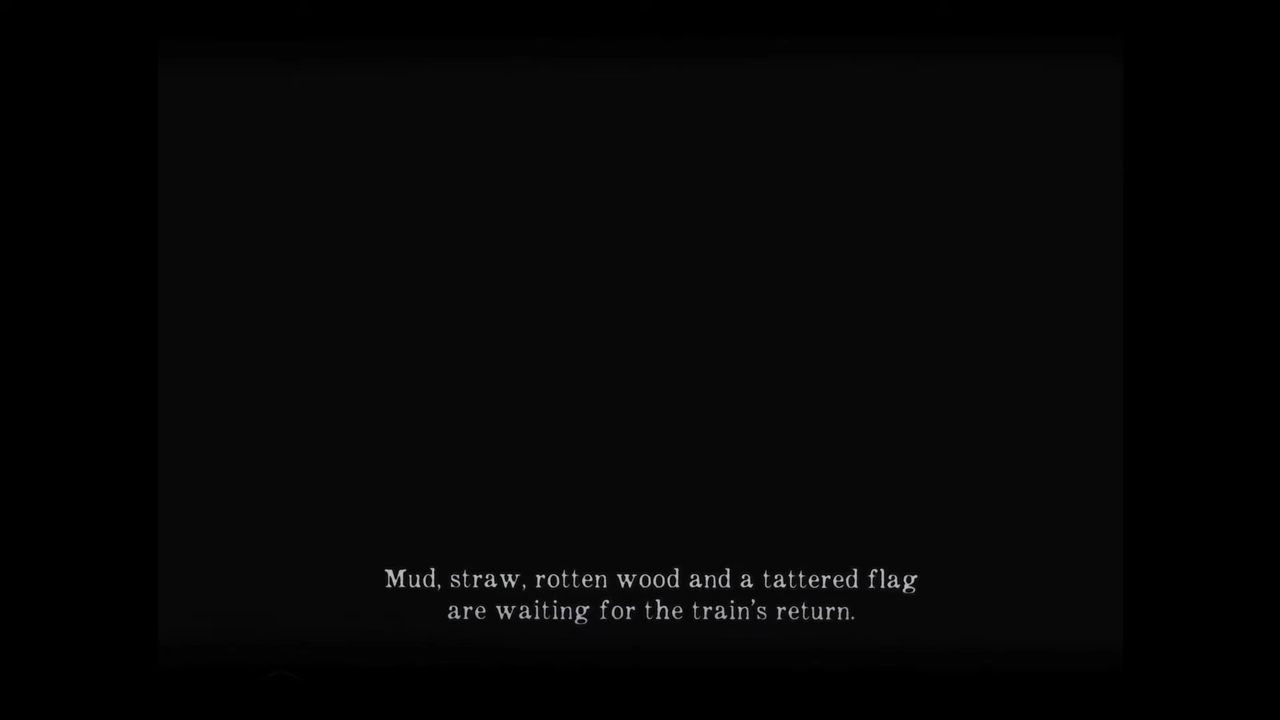 Mud, straw, rotten wood and a tattered flag
are waiting for the train's return.